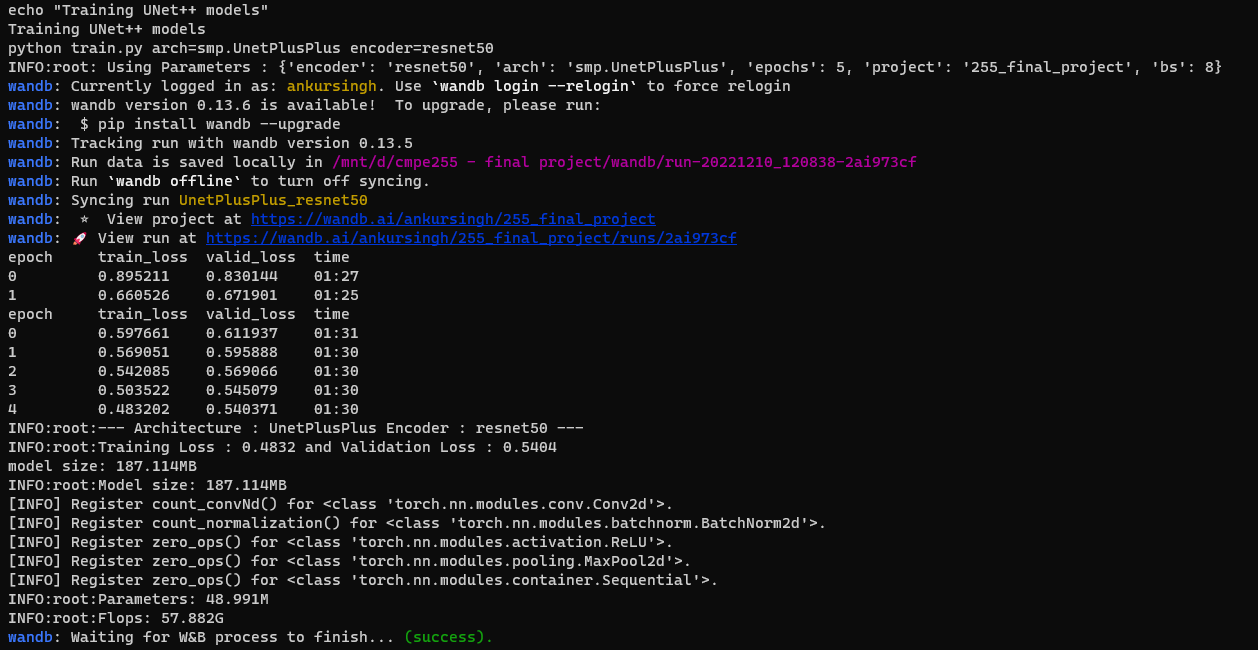 echo "Training UNet++ models"
Training UNet++ models
python train.py arch=smp.UnetPlusPlus encoder=resnet50
INFO:root: Using Parameters : {'encoder': 'resnet50', 'arch': 'smp.UnetPlusPlus', 'epochs': 5, 'project': '255_final_project', 'bs': 8}
wandb: Currently logged in as: ankursingh. Use `wandb login --relogin` to force relogin
wandb: wandb version 0.13.6 is available!  To upgrade, please run:
wandb:  $ pip install wandb --upgrade
wandb: Tracking run with wandb version 0.13.5
wandb: Run data is saved locally in /mnt/d/cmpe255 - final project/wandb/run-20221210_120838-2ai973cf
wandb: Run `wandb offline` to turn off syncing.
wandb: Syncing run UnetPlusPlus_resnet50
wandb: ⭐ View project at https://wandb.ai/ankursingh/255_final_project
wandb: 🚀 View run at https://wandb.ai/ankursingh/255_final_project/runs/2ai973cf
epoch     train_loss  valid_loss  time
0         0.895211    0.830144    01:27
1         0.660526    0.671901    01:25
epoch     train_loss  valid_loss  time
0         0.597661    0.611937    01:31
1         0.569051    0.595888    01:30
2         0.542085    0.569066    01:30
3         0.503522    0.545079    01:30
4         0.483202    0.540371    01:30
INFO:root:--- Architecture : UnetPlusPlus Encoder : resnet50 ---
INFO:root:Training Loss : 0.4832 and Validation Loss : 0.5404
model size: 187.114MB
INFO:root:Model size: 187.114MB
[INFO] Register count_convNd() for <class 'torch.nn.modules.conv.Conv2d'>.
[INFO] Register count_normalization() for <class 'torch.nn.modules.batchnorm.BatchNorm2d'>.
[INFO] Register zero_ops() for <class 'torch.nn.modules.activation.ReLU'>.
[INFO] Register zero_ops() for <class 'torch.nn.modules.pooling.MaxPool2d'>.
[INFO] Register zero_ops() for <class 'torch.nn.modules.container.Sequential'>.
INFO:root:Parameters: 48.991M
INFO:root:Flops: 57.882G
wandb: Waiting for W&B process to finish... (success).